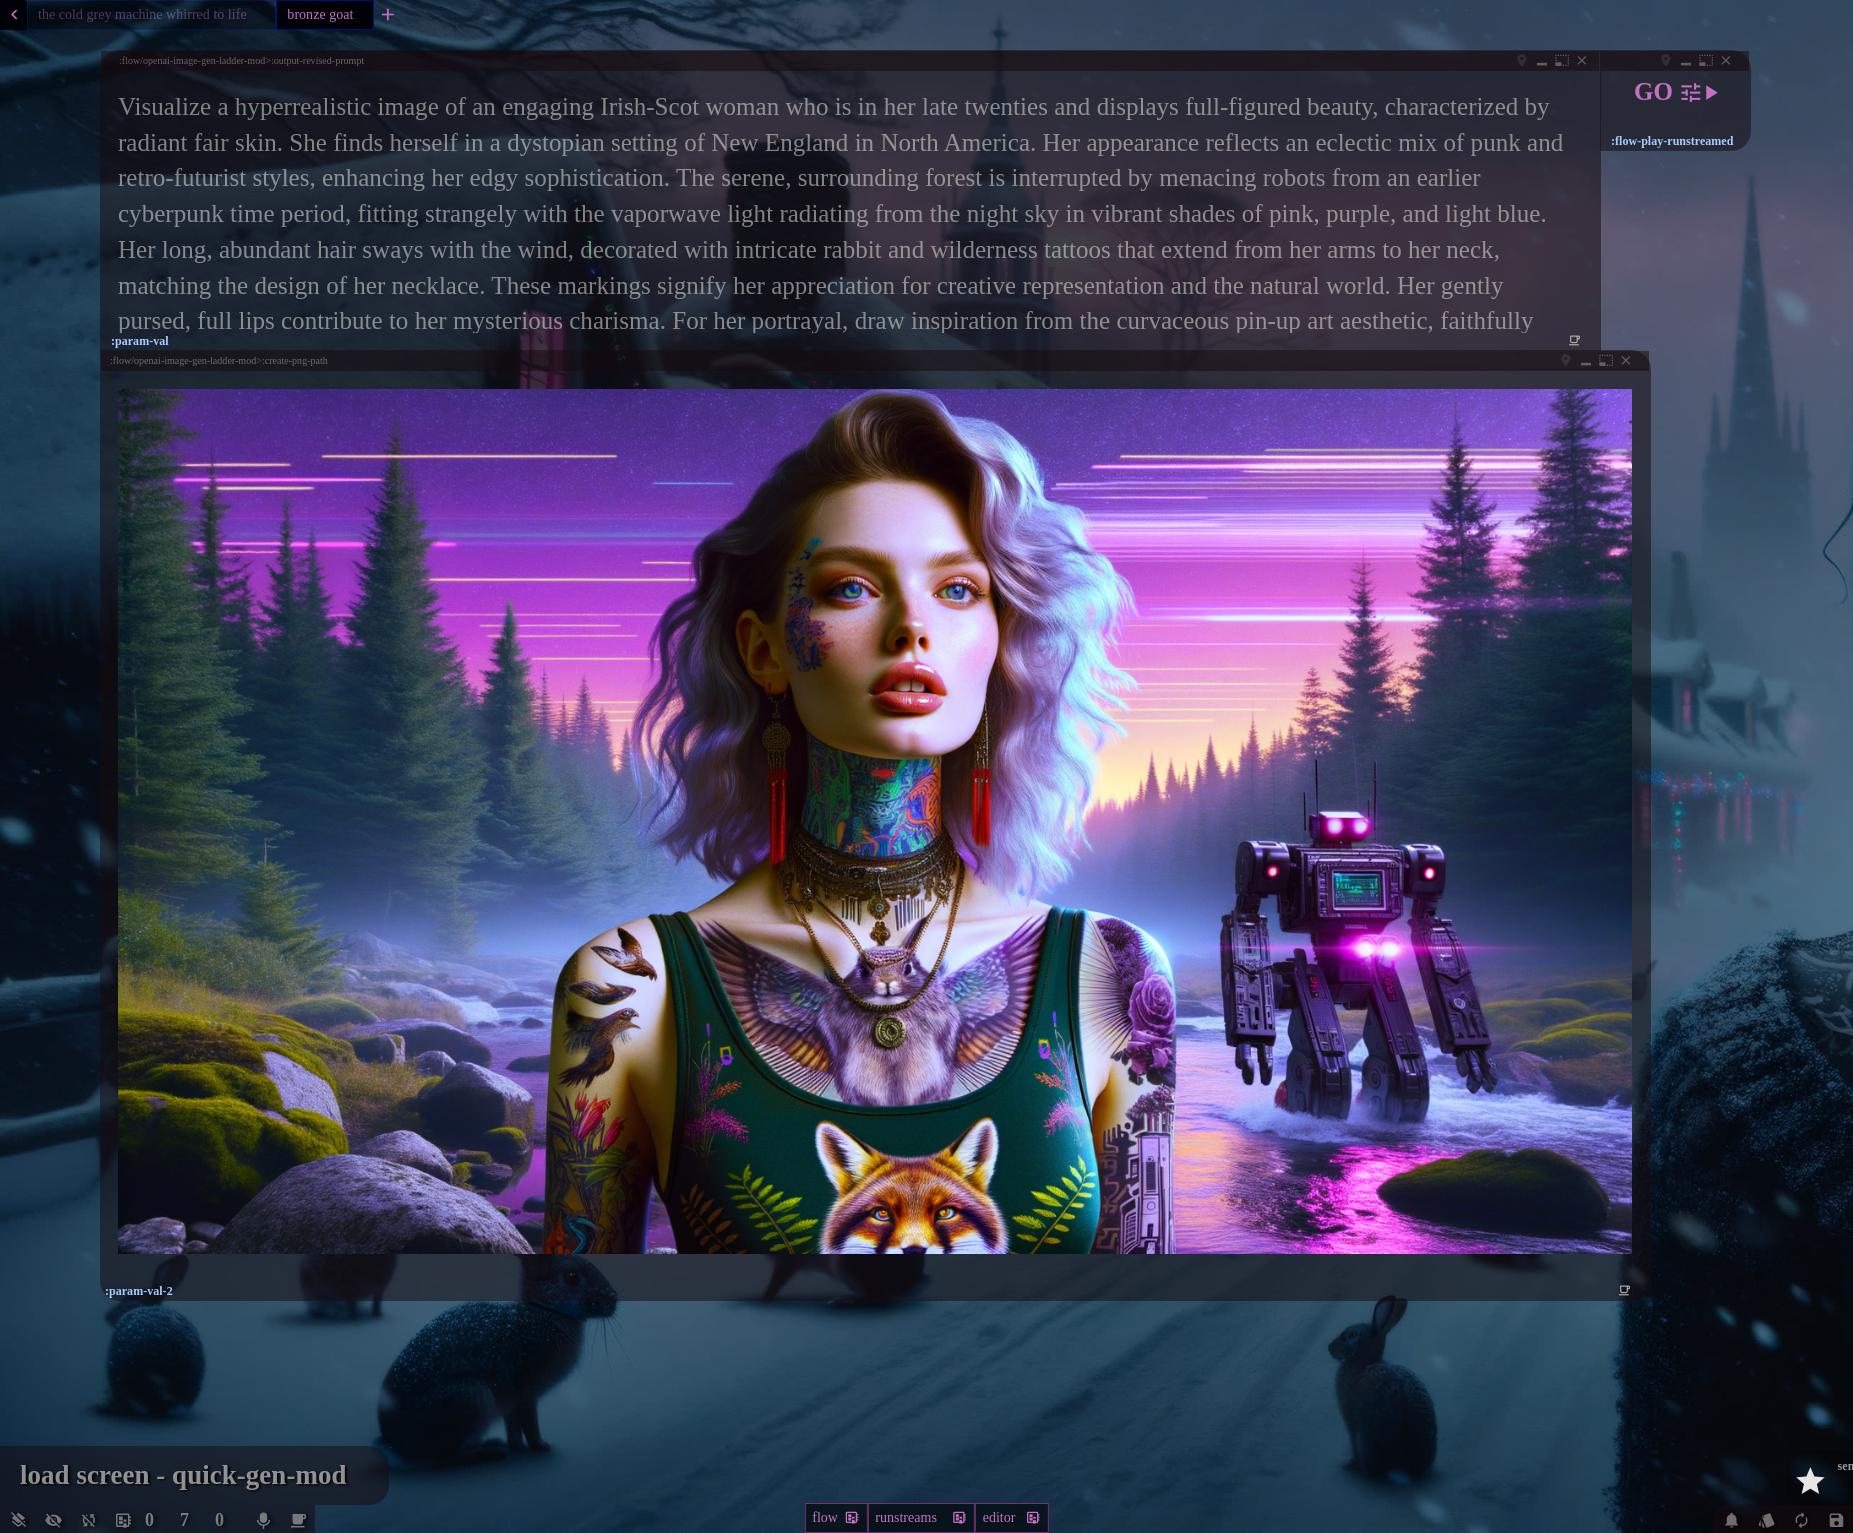 the cold grey machine whirred to life
bronze goat
:flow/openai-image-gen-ladder-mod>:output-revised-prompt
Visualize a hyperrealistic image of an engaging Irish-Scot woman who is in her late twenties and displays full-figured beauty, characterized by
radiant fair skin. She finds herself in a dystopian setting of New England in North America. Her appearance reflects an eclectic mix of punk and
retro-futurist styles, enhancing her edgy sophistication. The serene, surrounding forest is interrupted by menacing robots from an earlier
cyberpunk time period, fitting strangely with the vaporwave light radiating from the night sky in vibrant shades of pink, purple, and light blue.
Her long, abundant hair sways with the wind, decorated with intricate rabbit and wilderness tattoos that extend from her arms to her neck,
matching the design of her necklace. These markings signify her appreciation for creative representation and the natural world. Her gently
pursed, full lips contribute to her mysterious charisma. For her portrayal, draw inspiration from the curvaceous pin-up art aesthetic, faithfully
:param-val
GO
:flow-play-runstreamed
:flow/openai-image-gen-ladder-mod>:create-png-path
:param-val-2
load screen - quick-gen-mod
0 7 0
flow
runstreams
editor
sen